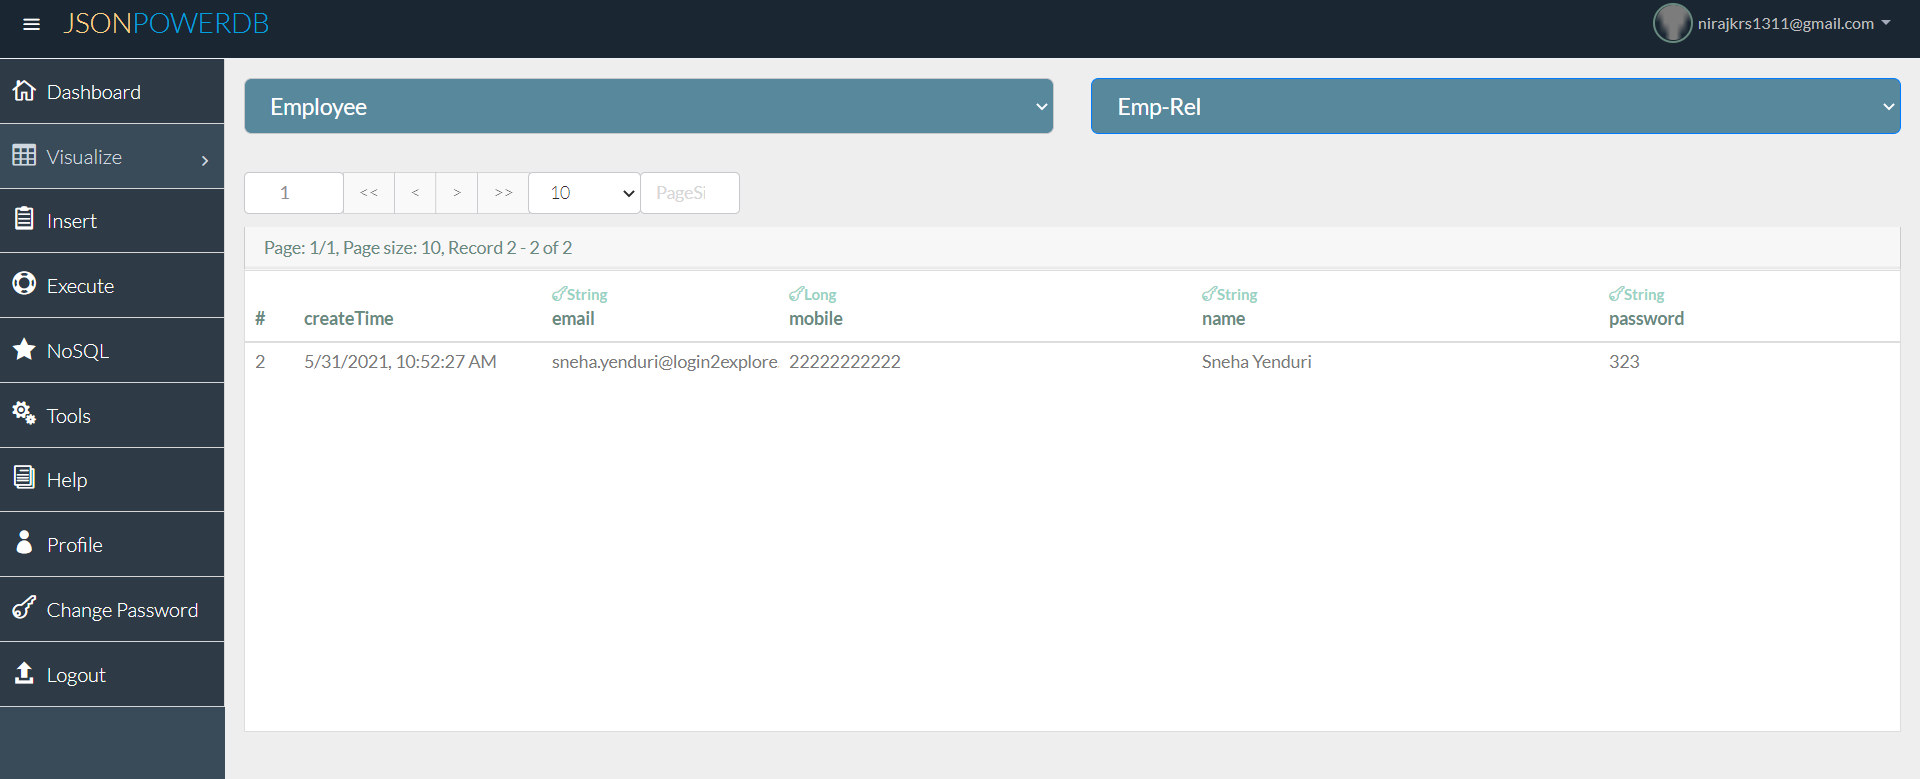 JSONPOWERDB
nirajkrs1311@gmail.com
Dashboard
Visualize
Insert
Execute
NoSQL
Tools
Help
Profile
Change Password
Logout
Employee
Emp-Rel
1 << < > >> 10 PageSi
Page: 1/1, Page size: 10, Record 2 - 2 of 2
String Long String String
# createTime email mobile name password
2 5/31/2021, 10:52:27 AM sneha.yenduri@login2explore. 22222222222 Sneha Yenduri 323